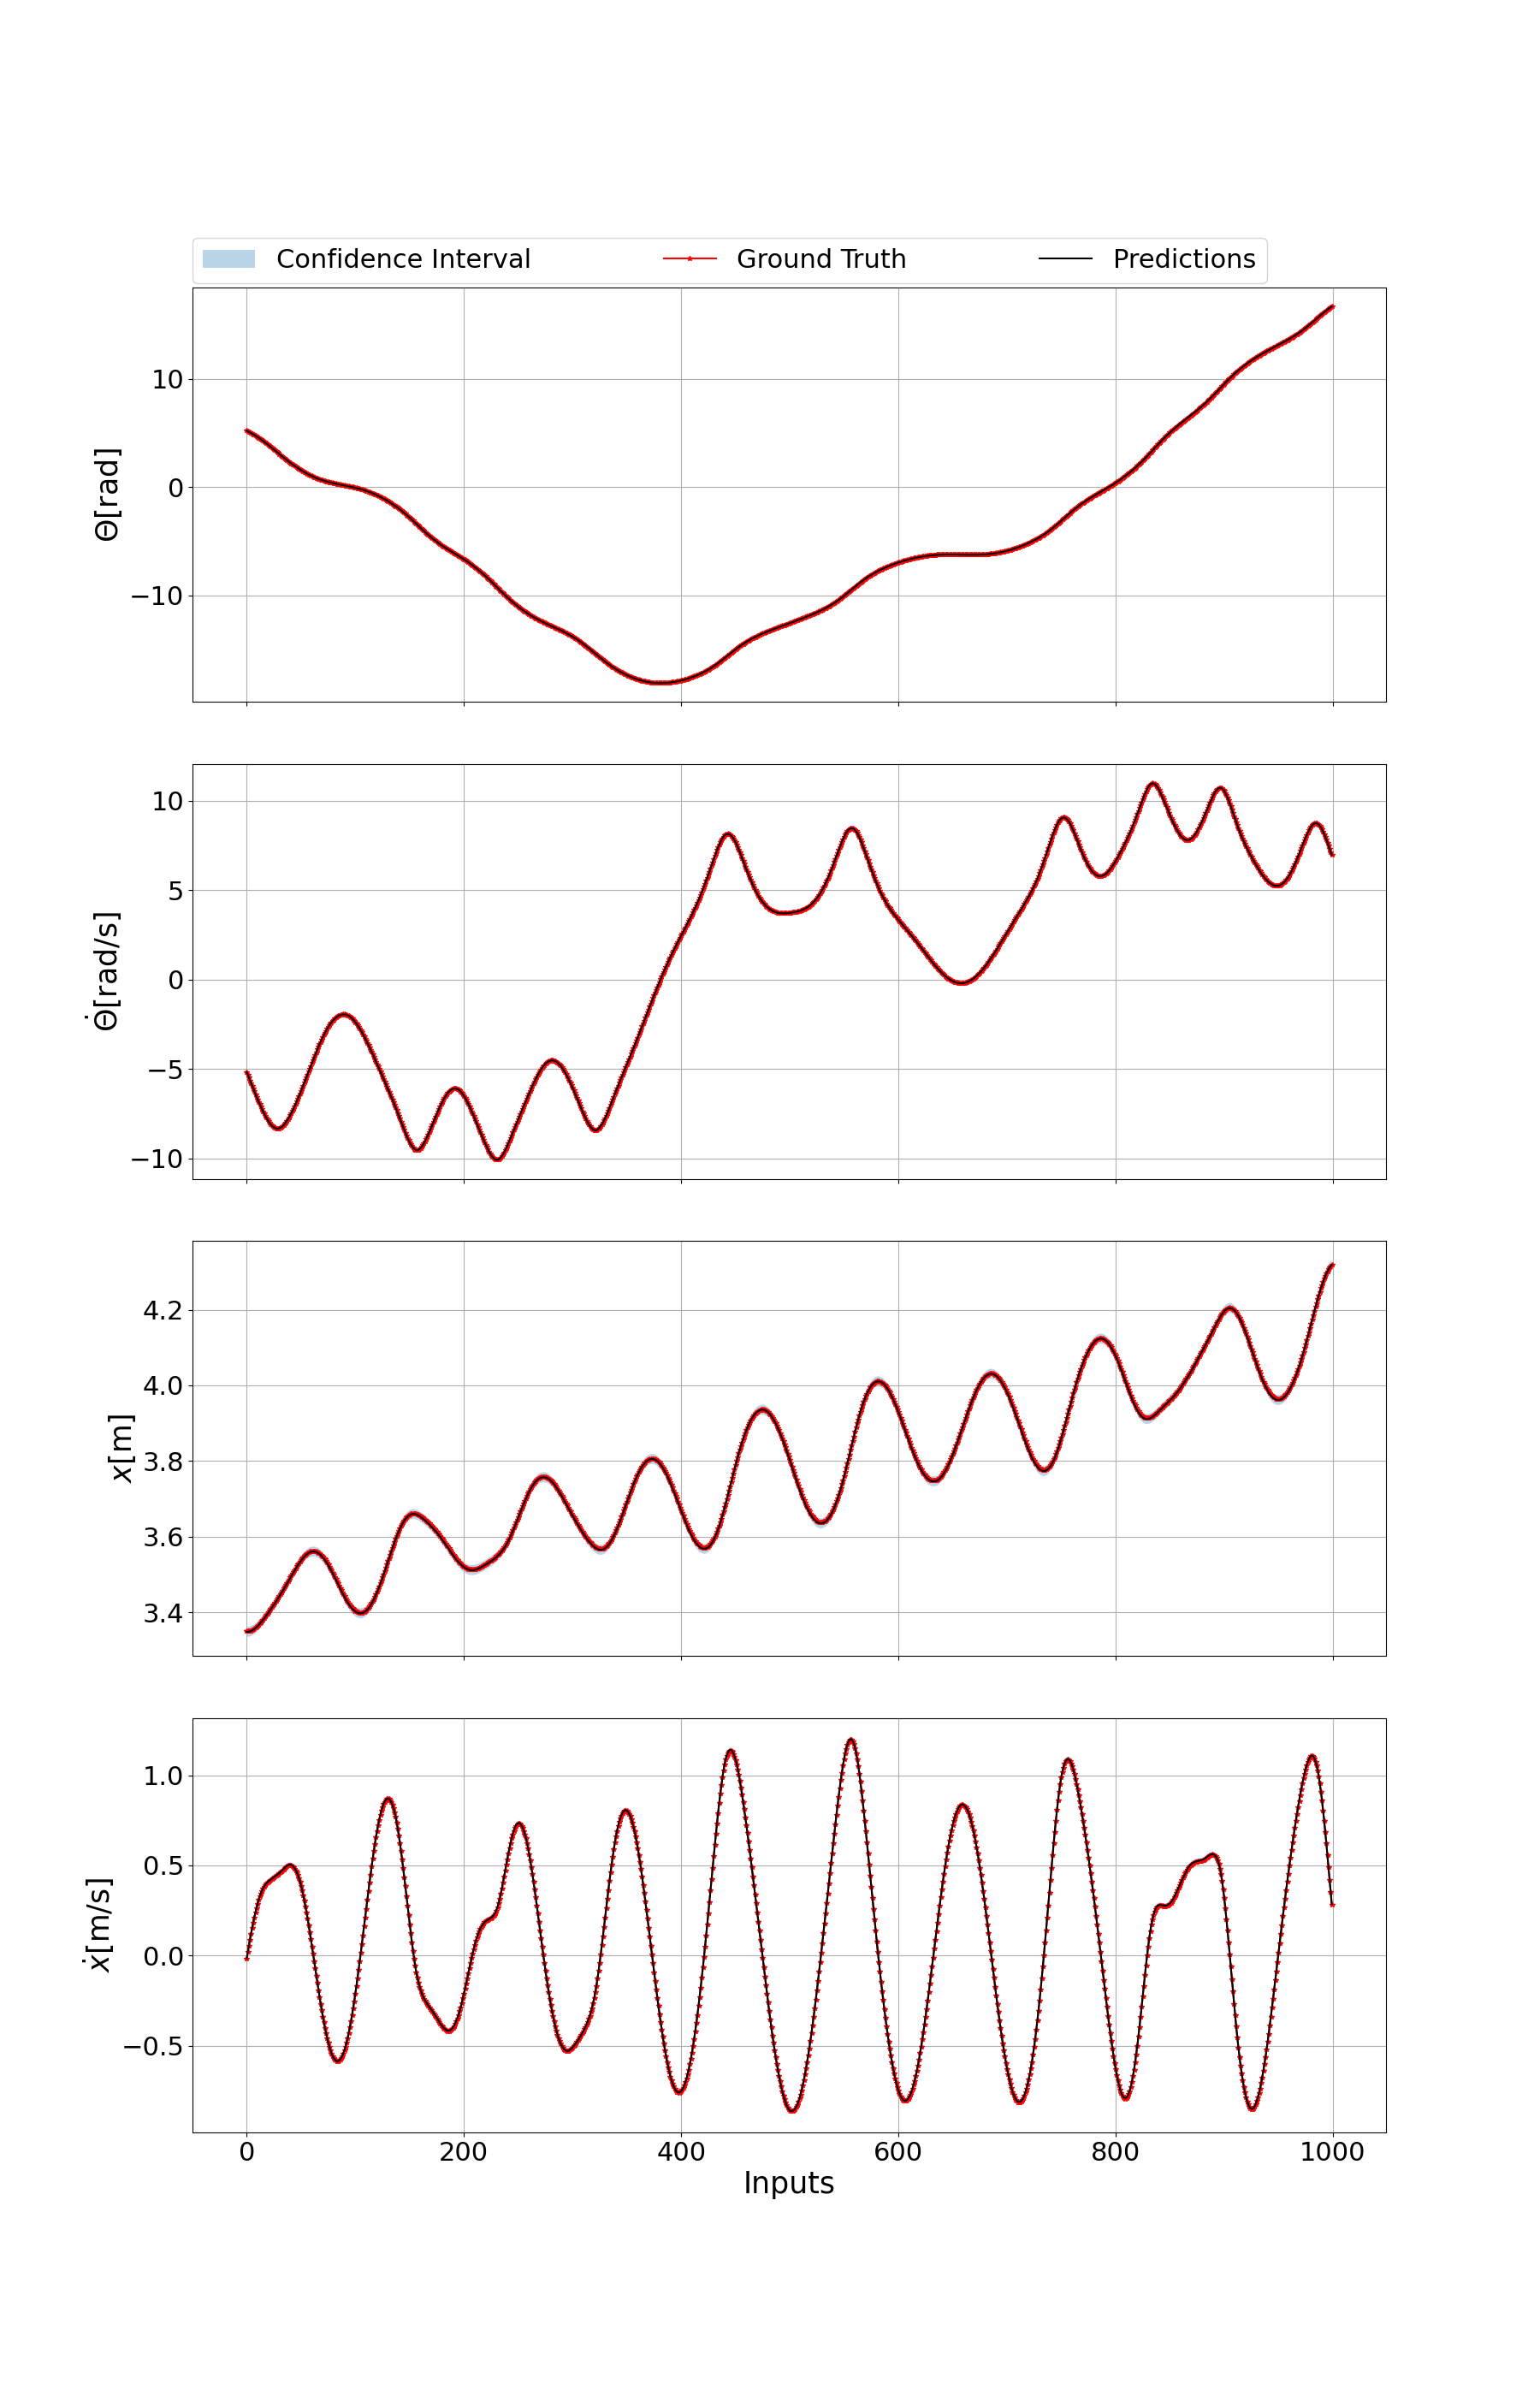 Confidence Interval Ground Truth Predictions
10
0
−10
Θ[rad]
10
5
0
−5
−10
Θ̇[rad/s]
4.2
4.0
3.8
3.6
3.4
x[m]
1.0
0.5
0.0
−0.5
ẋ[m/s]
0 200 400 600 800 1000
Inputs